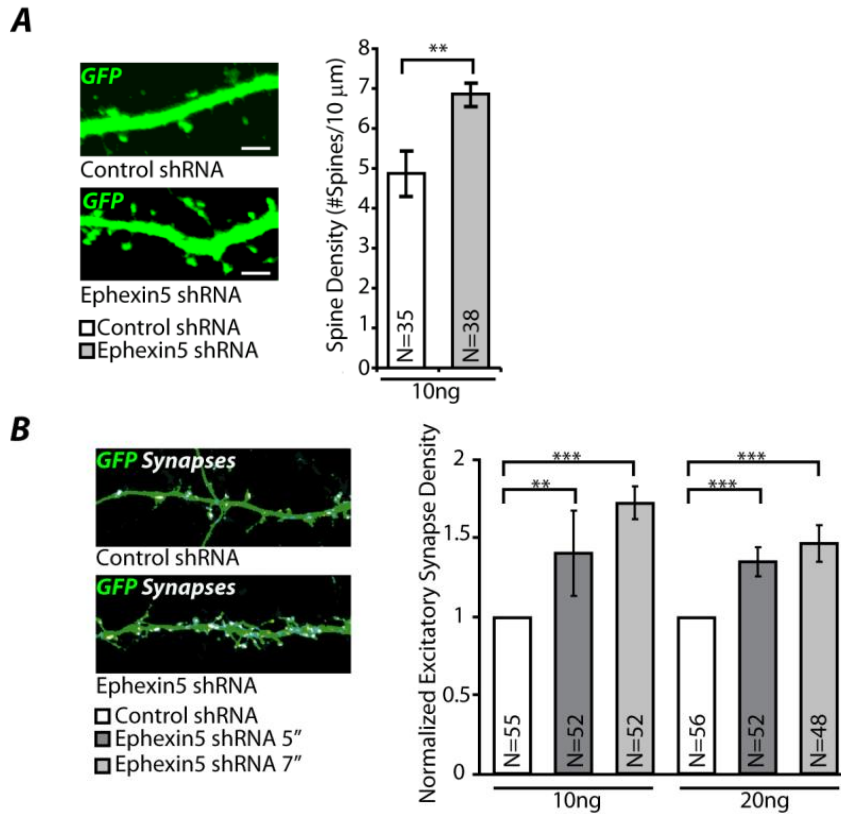 A
GFP
Control shRNA
GFP
Ephexin5 shRNA
Control shRNA
Ephexin5 shRNA
Spine Density (#Spines/10 μm)
8
7
6
5
4
3
2
1
0
**
N=35
N=38
10ng
B
GFP Synapses
Control shRNA
GFP Synapses
Ephexin5 shRNA
Control shRNA
Ephexin5 shRNA 5”
Ephexin5 shRNA 7”
Normalized Excitatory Synapse Density
2
1.5
1
0.5
0
***
**
***
***
N=55
N=52
N=52
N=56
N=52
N=48
10ng
20ng